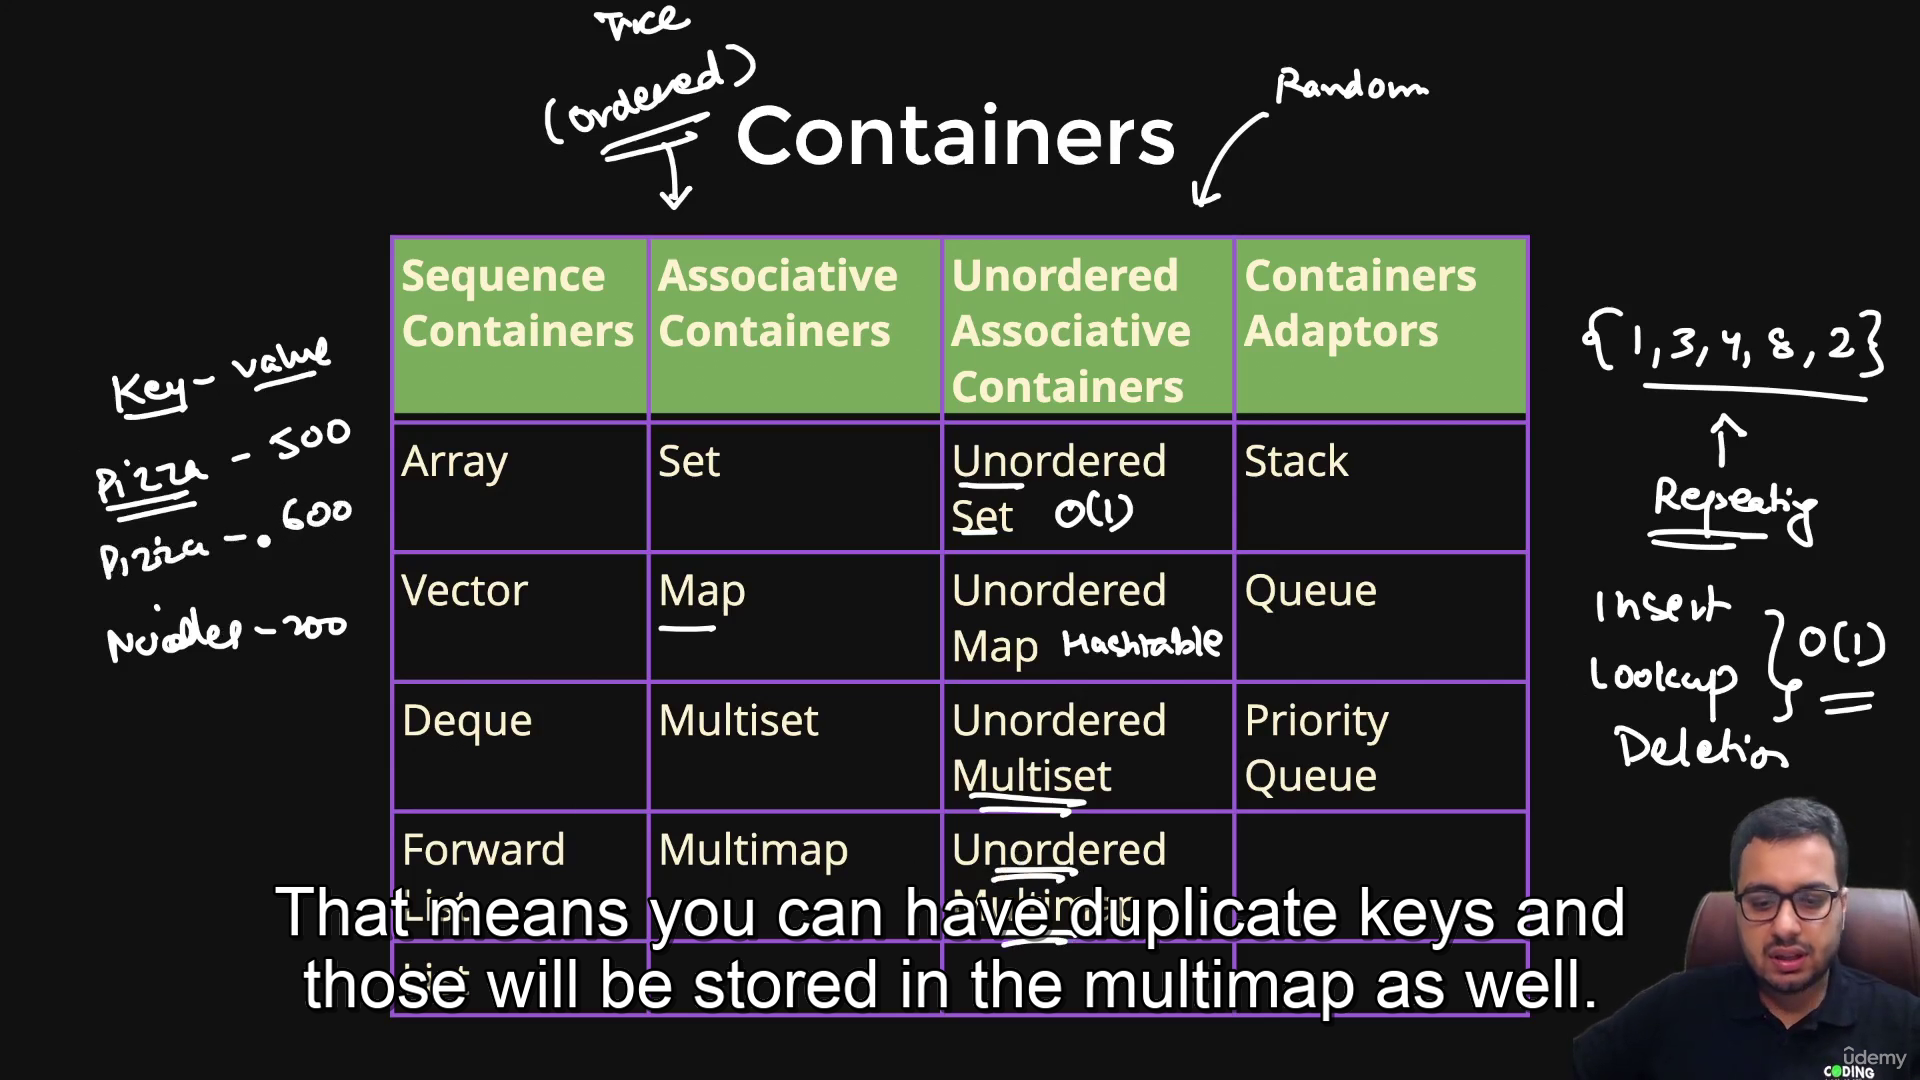 Tree
(ordered)
Random
Containers
Sequence Containers
Associative Containers
Unordered Associative Containers
Containers Adaptors
Array
Set
Unordered Set O(1)
Stack
Vector
Map
Unordered Map Hashtable
Queue
Deque
Multiset
Unordered Multiset
Priority Queue
Forward List
Multimap
Unordered Multimap
List
Key - value
Pizza - 500
Pizza - 600
Noodles - 200
{1, 3, 4, 8, 2}
Repeating
Insert
Lookup
O(1)
Deletion
That means you can have duplicate keys and
those will be stored in the multimap as well.
udemy
CODING